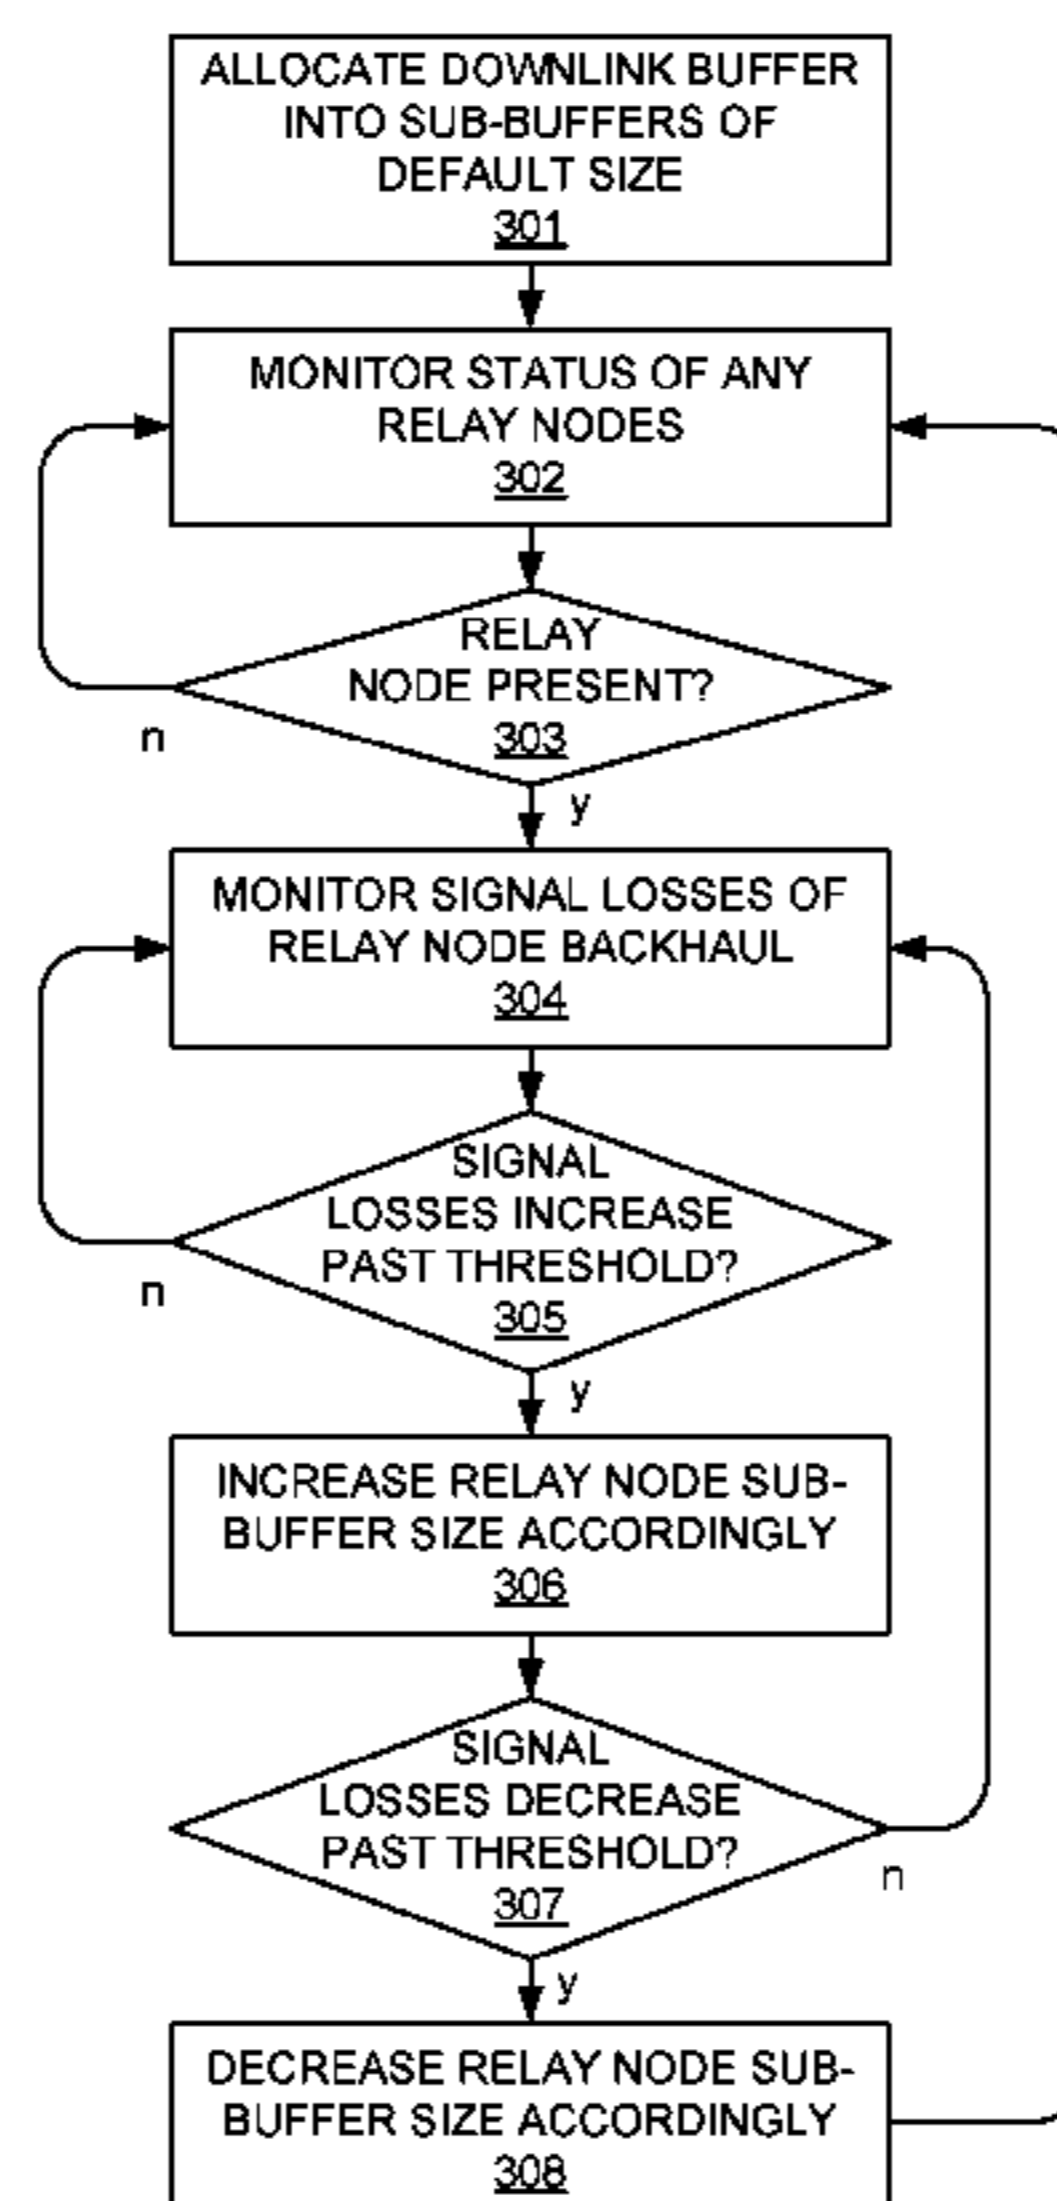 ALLOCATE DOWNLINK BUFFER
INTO SUB-BUFFERS OF
DEFAULT SIZE
301
MONITOR STATUS OF ANY
RELAY NODES
302
RELAY
NODE PRESENT?
303
n
y
MONITOR SIGNAL LOSSES OF
RELAY NODE BACKHAUL
304
SIGNAL
LOSSES INCREASE
PAST THRESHOLD?
305
n
y
INCREASE RELAY NODE SUB-
BUFFER SIZE ACCORDINGLY
306
SIGNAL
LOSSES DECREASE
PAST THRESHOLD?
307
n
y
DECREASE RELAY NODE SUB-
BUFFER SIZE ACCORDINGLY
308